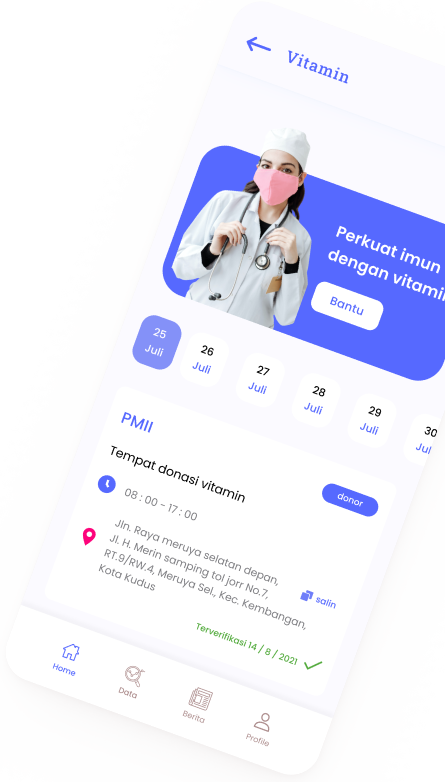 Vitamin
Perkuat imun
dengan vitamin
Bantu
25
Juli
26
Juli
27
Juli
28
Juli
29
Juli
30
Jul
PMII
Tempat donasi vitamin
donor
08 : 00 - 17 : 00
Jln. Raya meruya selatan depan,
Jl. H. Merin samping tol jorr No.7,
RT.9/RW.4, Meruya Sel., Kec. Kembangan,
Kota Kudus
salin
Terverifikasi 14 / 8 / 2021
Home
Data
Berita
Profile